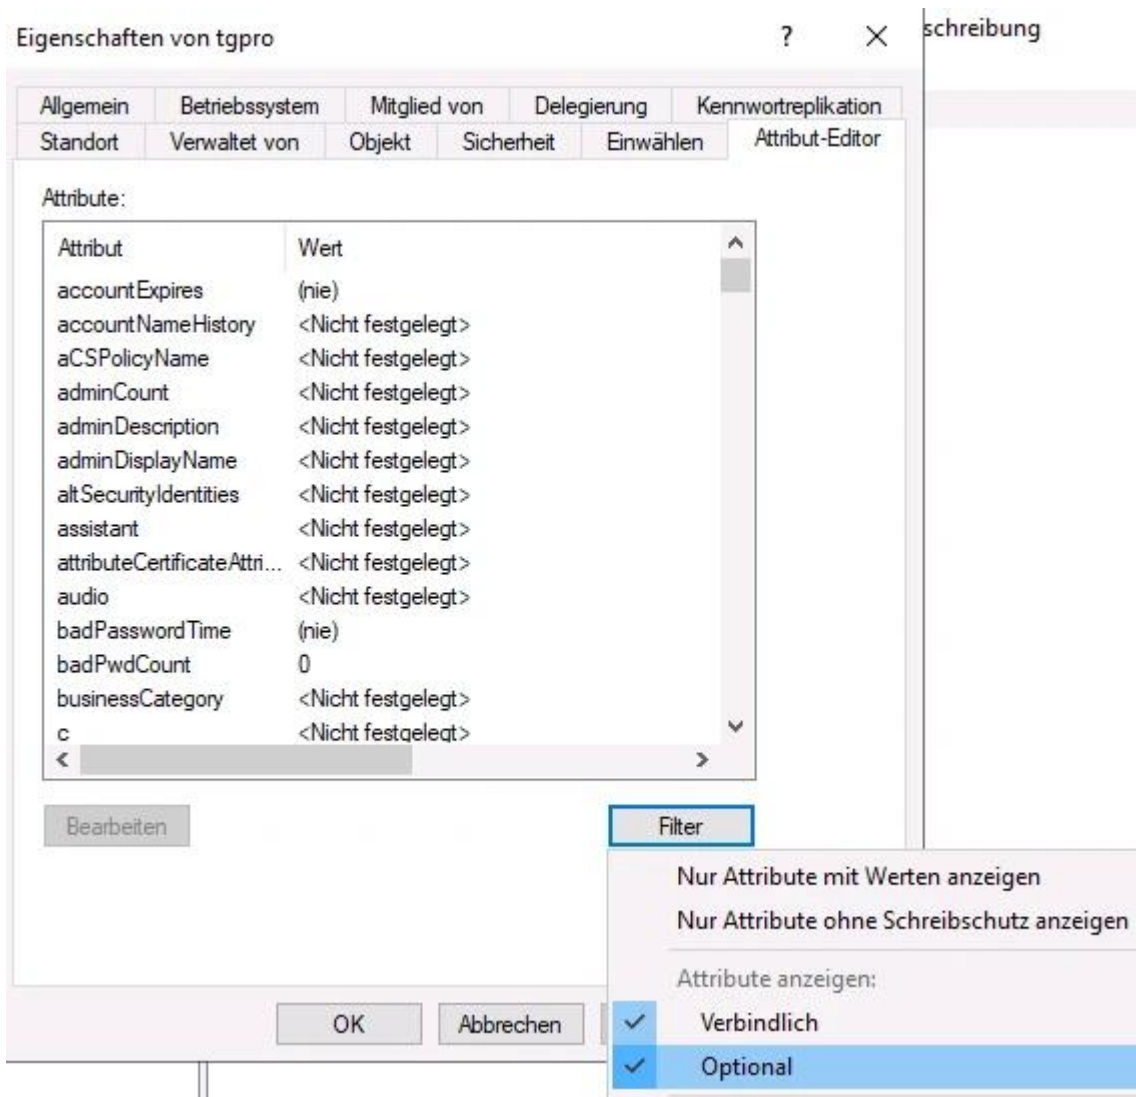 Eigenschaften von tgpro
schreibung
Allgemein Betriebssystem Mitglied von Delegierung Kennwortreplikation
Standort Verwaltet von Objekt Sicherheit Einwählen Attribut-Editor
Attribute:
Attribut Wert
accountExpires (nie)
accountNameHistory <Nicht festgelegt>
aCSPolicyName <Nicht festgelegt>
adminCount <Nicht festgelegt>
adminDescription <Nicht festgelegt>
adminDisplayName <Nicht festgelegt>
altSecurityIdentities <Nicht festgelegt>
assistant <Nicht festgelegt>
attributeCertificateAttri... <Nicht festgelegt>
audio <Nicht festgelegt>
badPasswordTime (nie)
badPwdCount 0
businessCategory <Nicht festgelegt>
c <Nicht festgelegt>
Bearbeiten Filter
Nur Attribute mit Werten anzeigen
Nur Attribute ohne Schreibschutz anzeigen
Attribute anzeigen:
OK Abbrechen
Verbindlich
Optional